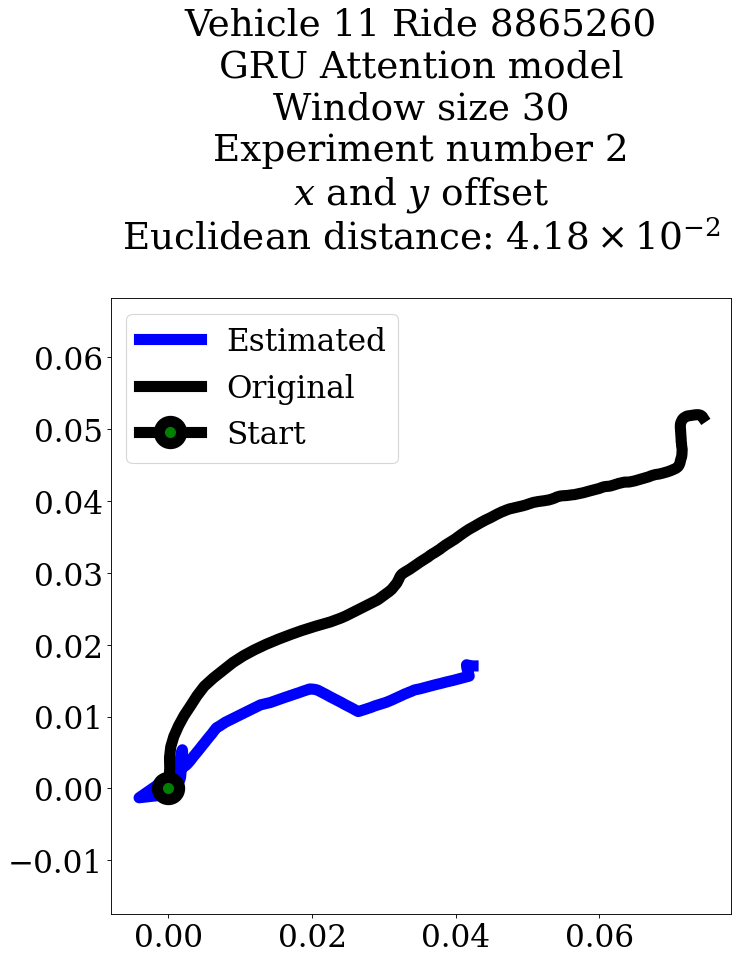 Vehicle 11 Ride 8865260
GRU Attention model
Window size 30
Experiment number 2
x and y offset
Euclidean distance: 4.18 × 10⁻²
Estimated
Original
Start
0.06
0.05
0.04
0.03
0.02
0.01
0.00
−0.01
0.00 0.02 0.04 0.06